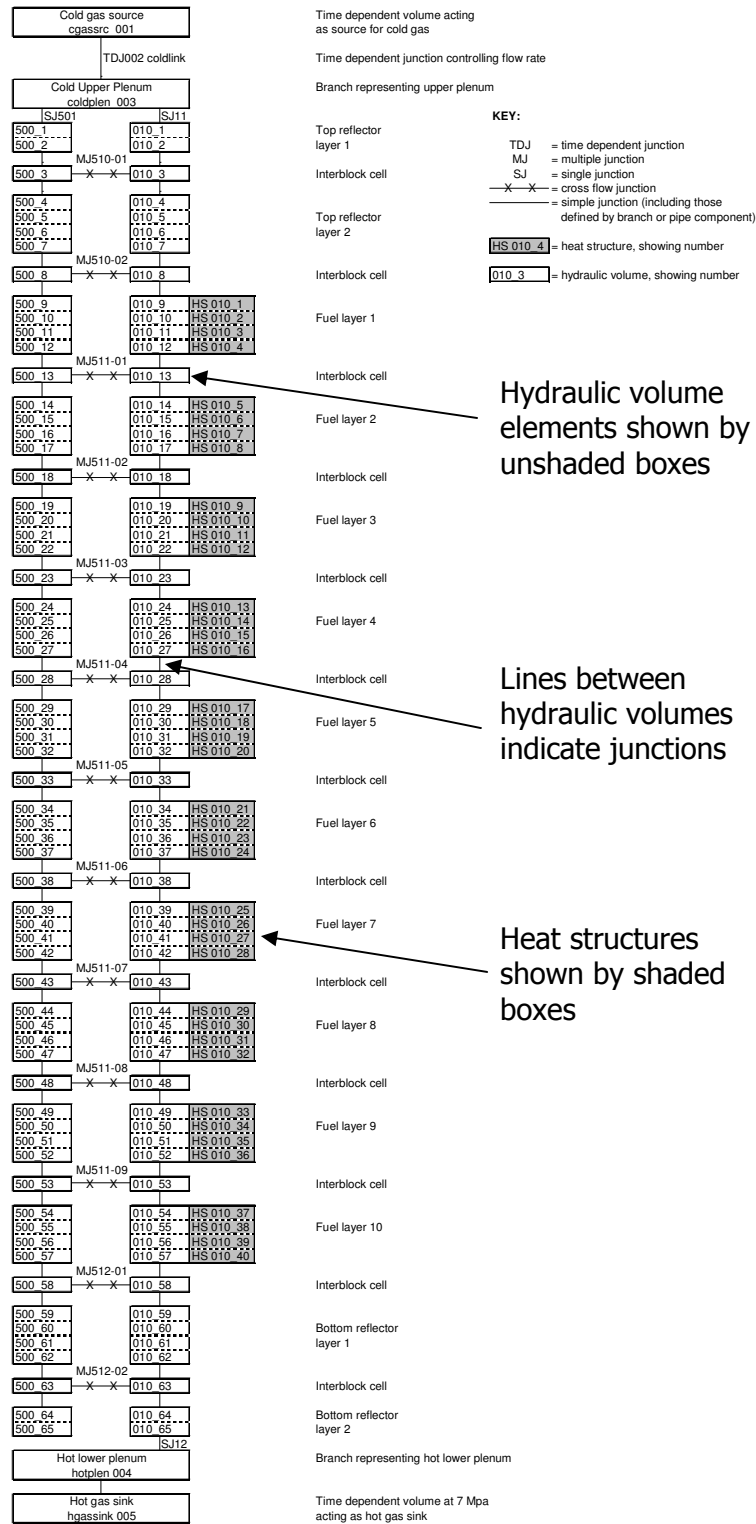 Cold gas source
cgassrc 001
Time dependent volume acting
as source for cold gas
TDJ002 coldlink
Time dependent junction controlling flow rate
Cold Upper Plenum
coldplen 003
Branch representing upper plenum
SJ501 SJ11
500_1 010_1
500_2 010_2
Top reflector
layer 1
MJ510-01
500_3 X X 010_3 Interblock cell
500_4 010_4
500_5 010_5
500_6 010_6
500_7 010_7
Top reflector
layer 2
MJ510-02
500_8 010_8 Interblock cell
500_9 010_9 HS 010_1
500_10 010_10 HS 010_2
500_11 010_11 HS 010_3
500_12 010_12 HS 010_4
Fuel layer 1
MJ511-01
500_13 X X 010_13 Interblock cell
500_14 010_14 HS 010_5
500_15 010_15 HS 010_6
500_16 010_16 HS 010_7
500_17 010_17 HS 010_8
Fuel layer 2
MJ511-02
500_18 X X 010_18 Interblock cell
500_19 010_19 HS 010_9
500_20 010_20 HS 010_10
500_21 010_21 HS 010_11
500_22 010_22 HS 010_12
Fuel layer 3
MJ511-03
500_23 X X 010_23 Interblock cell
500_24 010_24 HS 010_13
500_25 010_25 HS 010_14
500_26 010_26 HS 010_15
500_27 010_27 HS 010_16
Fuel layer 4
MJ511-04
500_28 X X 010_28 Interblock cell
500_29 010_29 HS 010_17
500_30 010_30 HS 010_18
500_31 010_31 HS 010_19
500_32 010_32 HS 010_20
Fuel layer 5
MJ511-05
500_33 X X 010_33 Interblock cell
500_34 010_34 HS 010_21
500_35 010_35 HS 010_22
500_36 010_36 HS 010_23
500_37 010_37 HS 010_24
Fuel layer 6
MJ511-06
500_38 X X 010_38 Interblock cell
500_39 010_39 HS 010_25
500_40 010_40 HS 010_26
500_41 010_41 HS 010_27
500_42 010_42 HS 010_28
Fuel layer 7
MJ511-07
500_43 X X 010_43 Interblock cell
500_44 010_44 HS 010_29
500_45 010_45 HS 010_30
500_46 010_46 HS 010_31
500_47 010_47 HS 010_32
Fuel layer 8
MJ511-08
500_48 X X 010_48 Interblock cell
500_49 010_49 HS 010_33
500_50 010_50 HS 010_34
500_51 010_51 HS 010_35
500_52 010_52 HS 010_36
Fuel layer 9
MJ511-09
500_53 X X 010_53 Interblock cell
500_54 010_54 HS 010_37
500_55 010_55 HS 010_38
500_56 010_56 HS 010_39
500_57 010_57 HS 010_40
Fuel layer 10
MJ512-01
500_58 X X 010_58 Interblock cell
500_59 010_59
500_60 010_60
500_61 010_61
500_62 010_62
Bottom reflector
layer 1
MJ512-02
500_63 X X 010_63 Interblock cell
500_64 010_64
500_65 010_65
Bottom reflector
layer 2
SJ12
Hot lower plenum
hotplen 004
Branch representing hot lower plenum
Hot gas sink
hgassink 005
Time dependent volume at 7 Mpa
acting as hot gas sink
KEY:
TDJ = time dependent junction
MJ = multiple junction
SJ = single junction
X X = cross flow junction
= simple junction (including those
defined by branch or pipe component)
HS 010_4 = heat structure, showing number
010_3 = hydraulic volume, showing number
Hydraulic volume
elements shown by
unshaded boxes
Lines between
hydraulic volumes
indicate junctions
Heat structures
shown by shaded
boxes